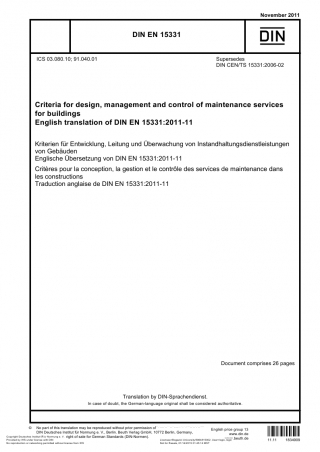 November 2011
DIN EN 15331
DIN
ICS 03.080.10; 91.040.01
Supersedes
DIN CEN/TS 15331:2006-02
Criteria for design, management and control of maintenance services
for buildings
English translation of DIN EN 15331:2011-11
Kriterien für Entwicklung, Leitung und Überwachung von Instandhaltungsdienstleistungen
von Gebäuden
Englische Übersetzung von DIN EN 15331:2011-11
Critères pour la conception, la gestion et le contrôle des services de maintenance dans
les constructions
Traduction anglaise de DIN EN 15331:2011-11
Document comprises 26 pages
Translation by DIN-Sprachendienst.
In case of doubt, the German-language original shall be considered authoritative.
© No part of this translation may be reproduced without prior permission of
DIN Deutsches Institut für Normung e. V., Berlin. Beuth Verlag GmbH, 10772 Berlin, Germany,
right of sale for German Standards (DIN-Normen).
English price group 13
www.din.de
www.beuth.de
11.11